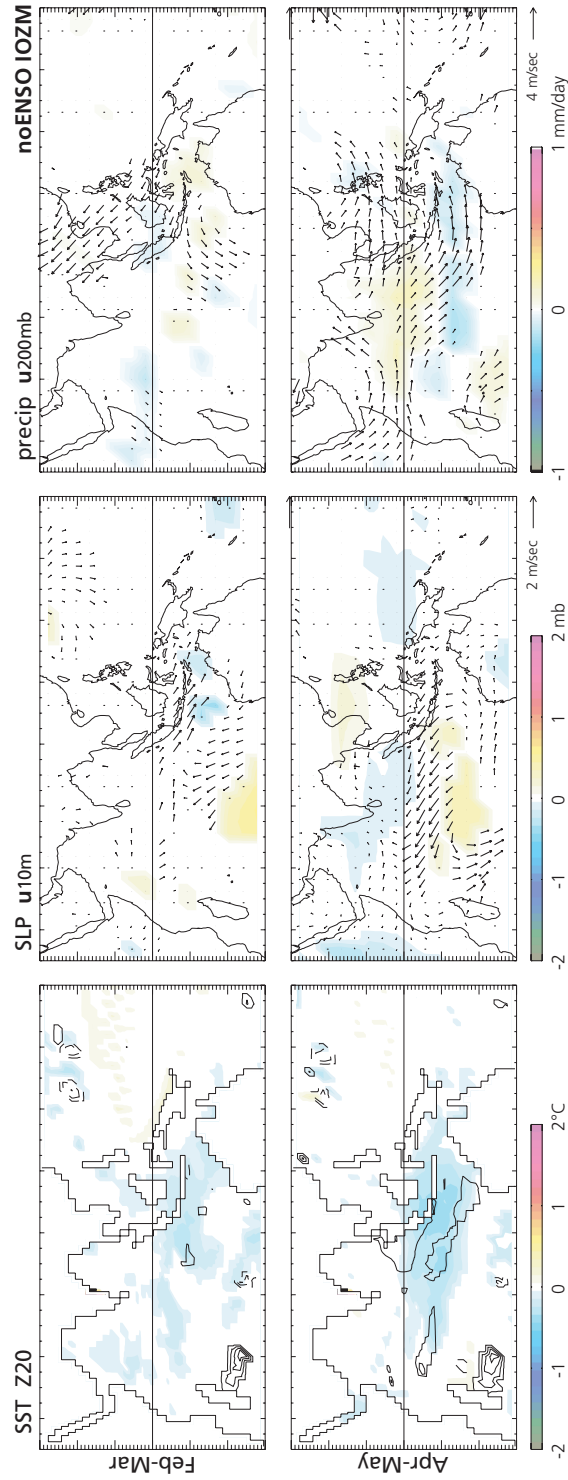 SST Z20
SLP u10m
precip u200mb
noENSO IOZM
Feb-Mar
Apr-May
2 m/sec
4 m/sec
-2 -1 0 1 2°C
-2 -1 0 1 2 mb
-1 0 1 mm/day